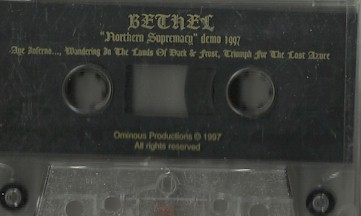 BETHEL
"Northern Supremacy" demo 1997
Aye Inferno..., Wandering In The Lands Of Dark & Frost, Triumph For The Lost Azure
Ominous Productions © 1997
All rights reserved